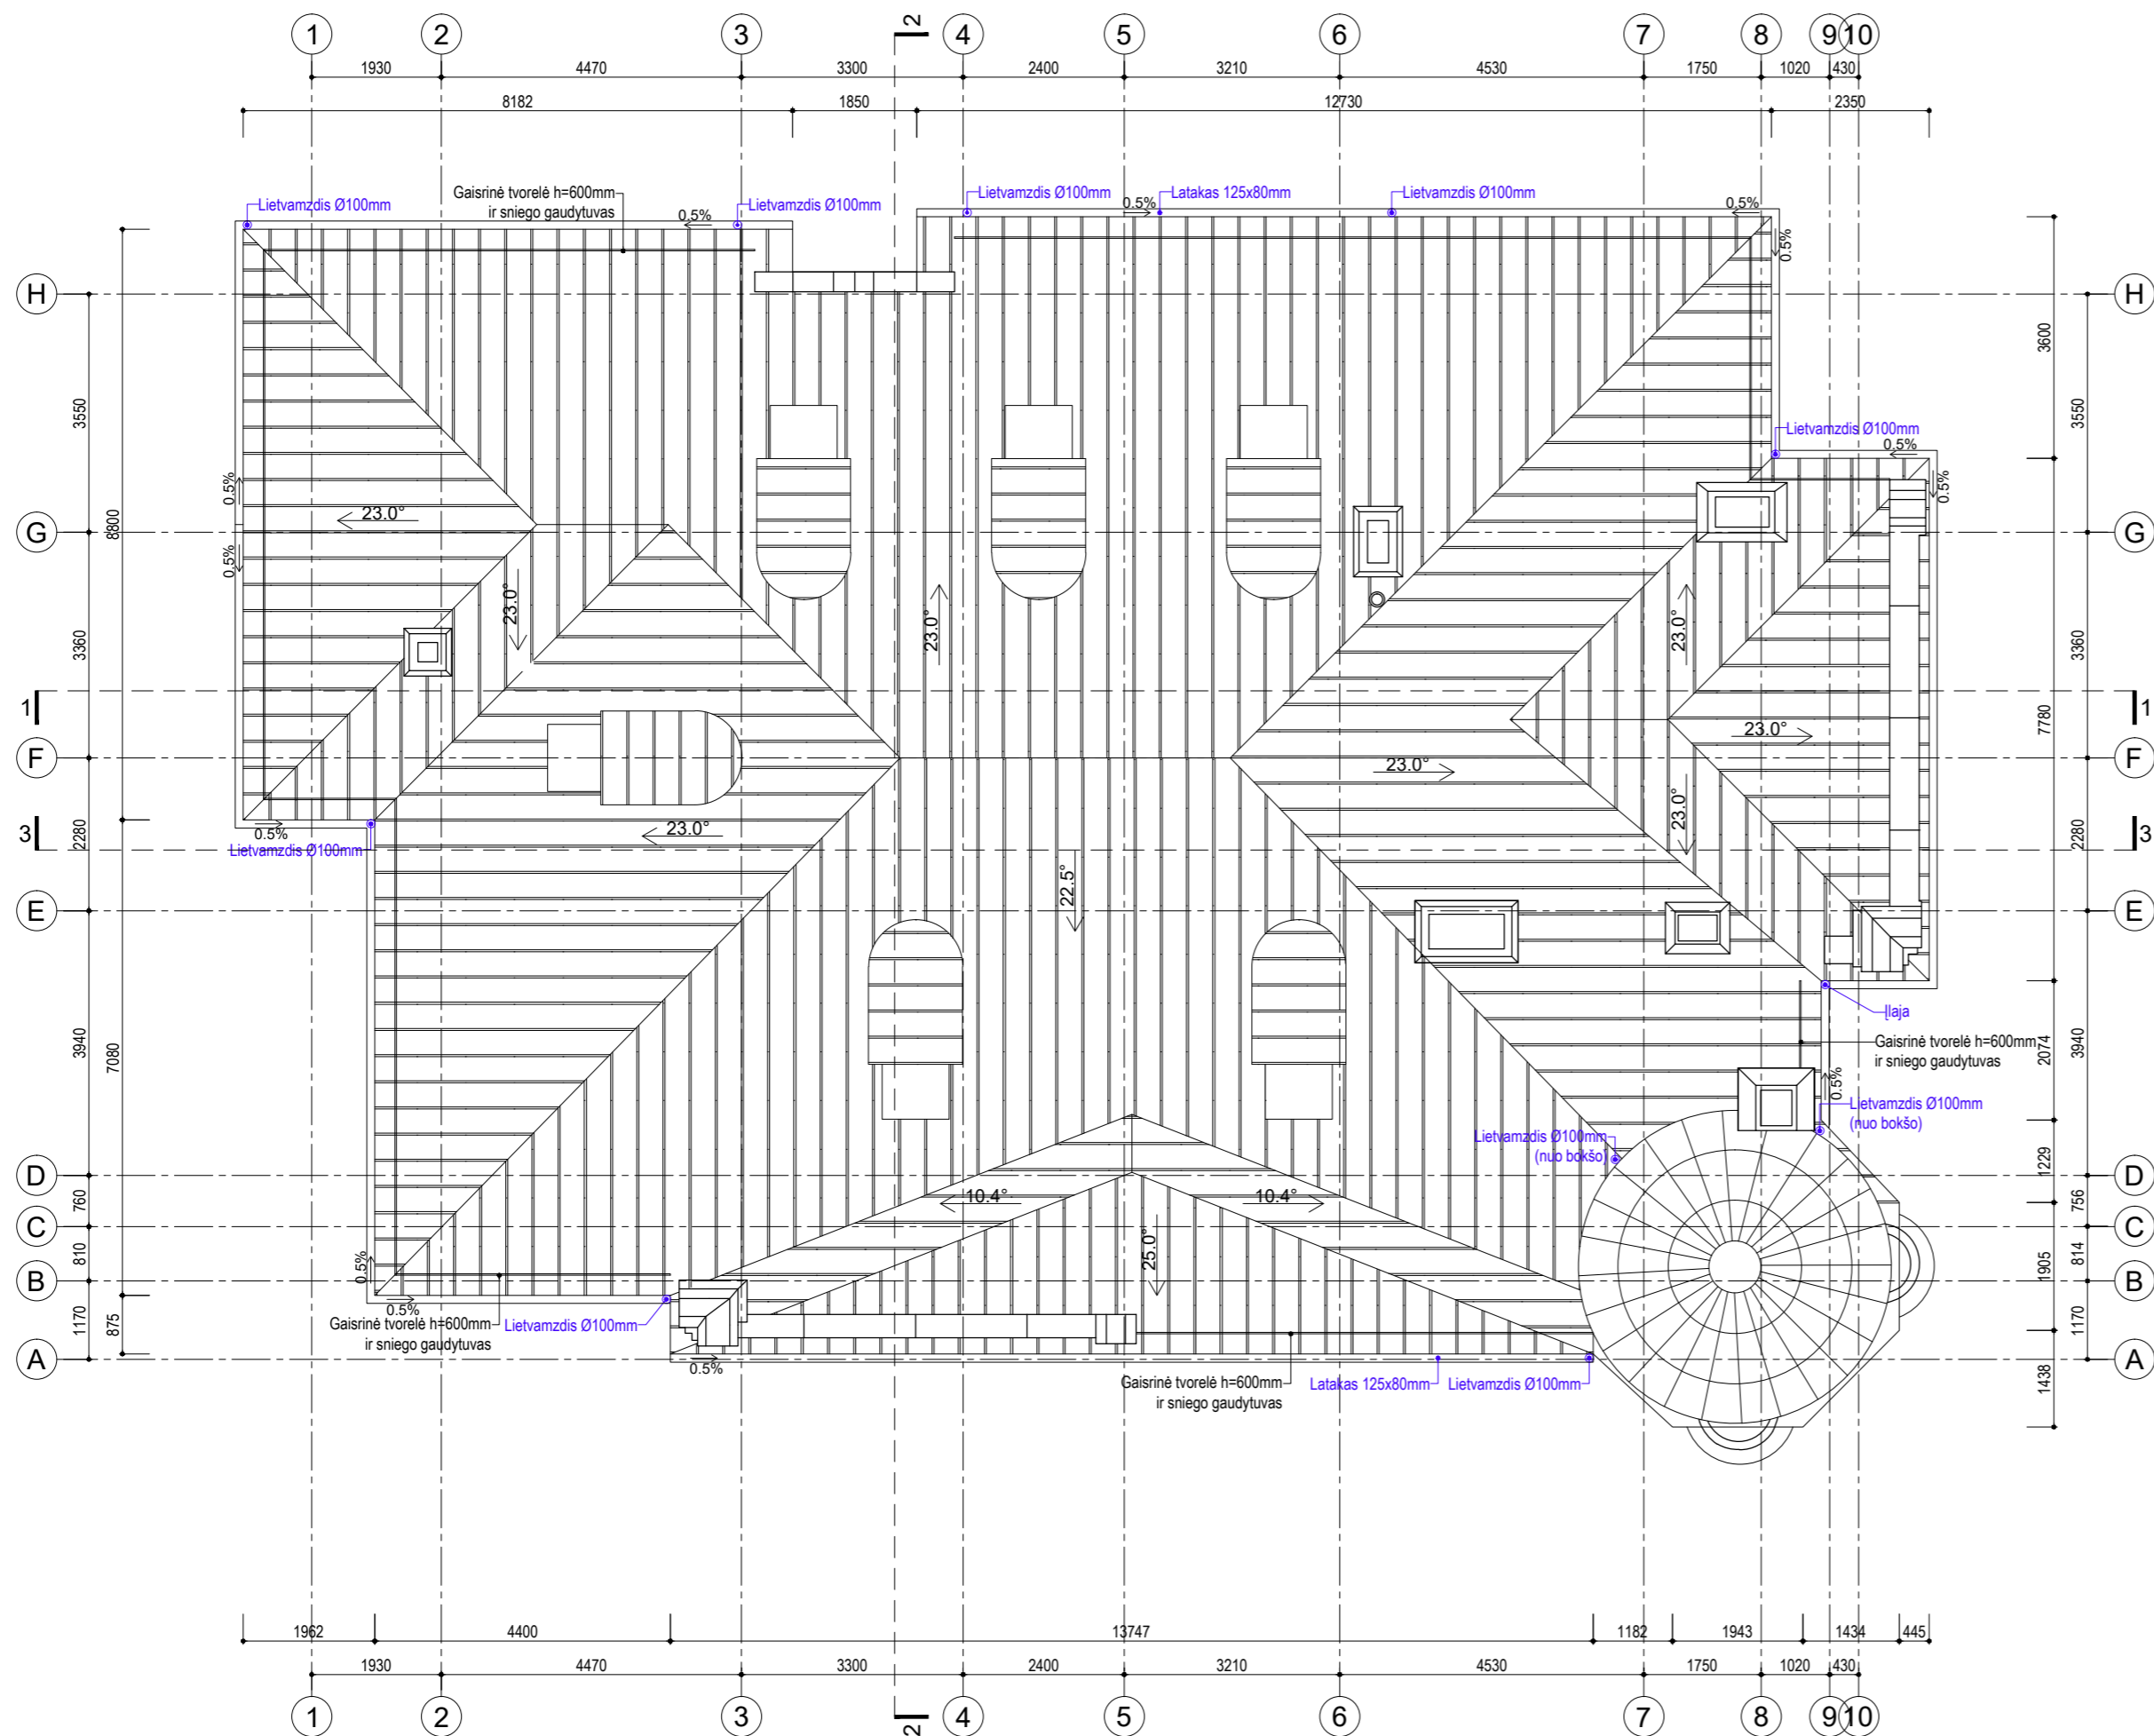 1 2 3 2 4 5 6 7 8 9 10
1930 4470 3300 2400 3210 4530 1750 1020 430
8182 1850 12730 2350
Lietvamzdis Ø100mm
Gaisrinė tvorelė h=600mm
ir sniego gaudytuvas
0.5%
Lietvamzdis Ø100mm
Lietvamzdis Ø100mm
0.5%
Latakas 125x80mm
Lietvamzdis Ø100mm
0.5%
0.5%
H H
3600
3550 3550
Lietvamzdis Ø100mm
0.5%
0.5%
0.5%
8800
23.0°
G G
0.5%
23.0°
23.0°
23.0°
3360 3360
1 1
7780
23.0°
F F
23.0°
23.0°
23.0°
3 3
2280 2280
0.5%
Lietvamzdis Ø100mm
22.5°
E E
Įlaja
3940 3940
7080
2074
Gaisrinė tvorelė h=600mm
ir sniego gaudytuvas
0.5%
Lietvamzdis Ø100mm
(nuo bokšo)
Lietvamzdis Ø100mm
(nuo bokšo)
1229
D D
760 756
10.4° 10.4°
C C
25.0°
810 814
1905
0.5%
B B
0.5%
Gaisrinė tvorelė h=600mm
ir sniego gaudytuvas
Lietvamzdis Ø100mm
1170 1170
875
A A
0.5%
Gaisrinė tvorelė h=600mm
ir sniego gaudytuvas
Latakas 125x80mm
Lietvamzdis Ø100mm
1438
1962 4400 13747 1182 1943 1434 445
1930 4470 3300 2400 3210 4530 1750 1020 430
1 2 3 2 4 5 6 7 8 9 10